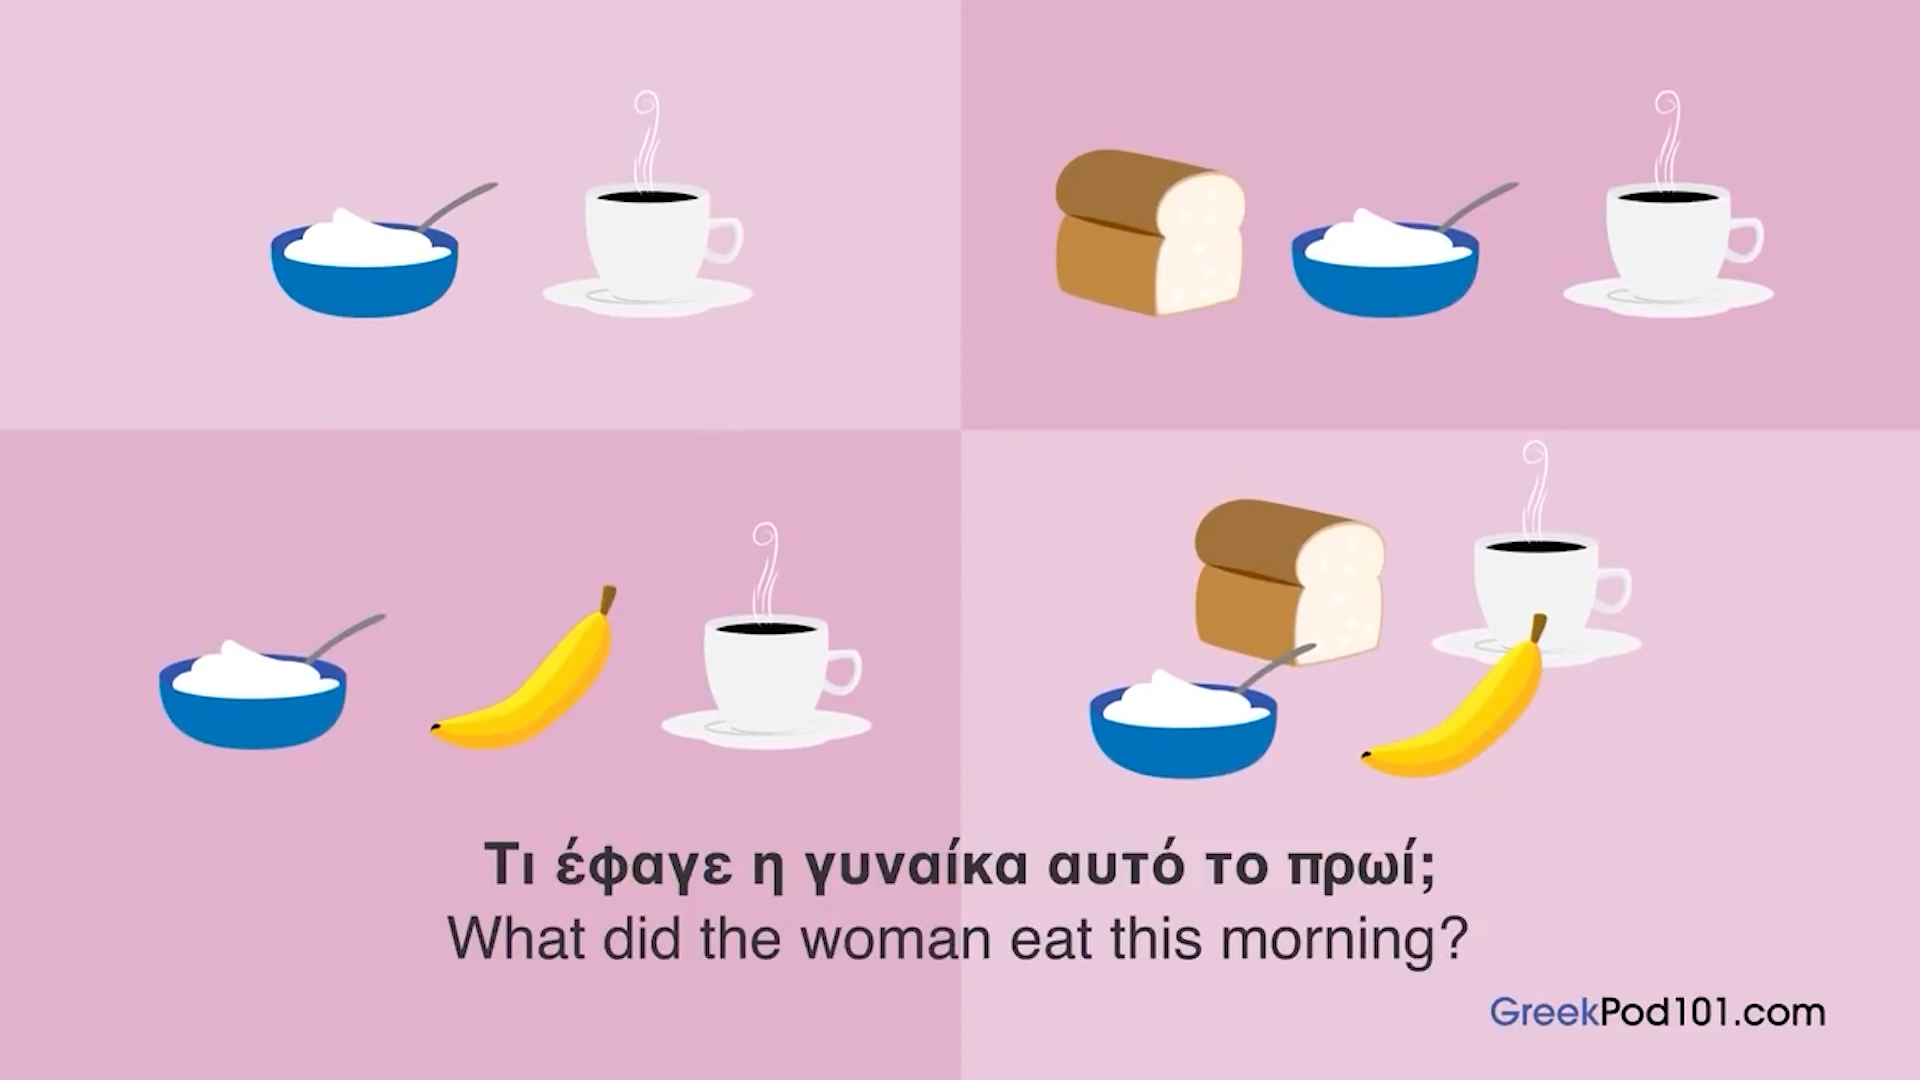 Τι έφαγε η γυναίκα αυτό το πρωί;
What did the woman eat this morning?
GreekPod101.com